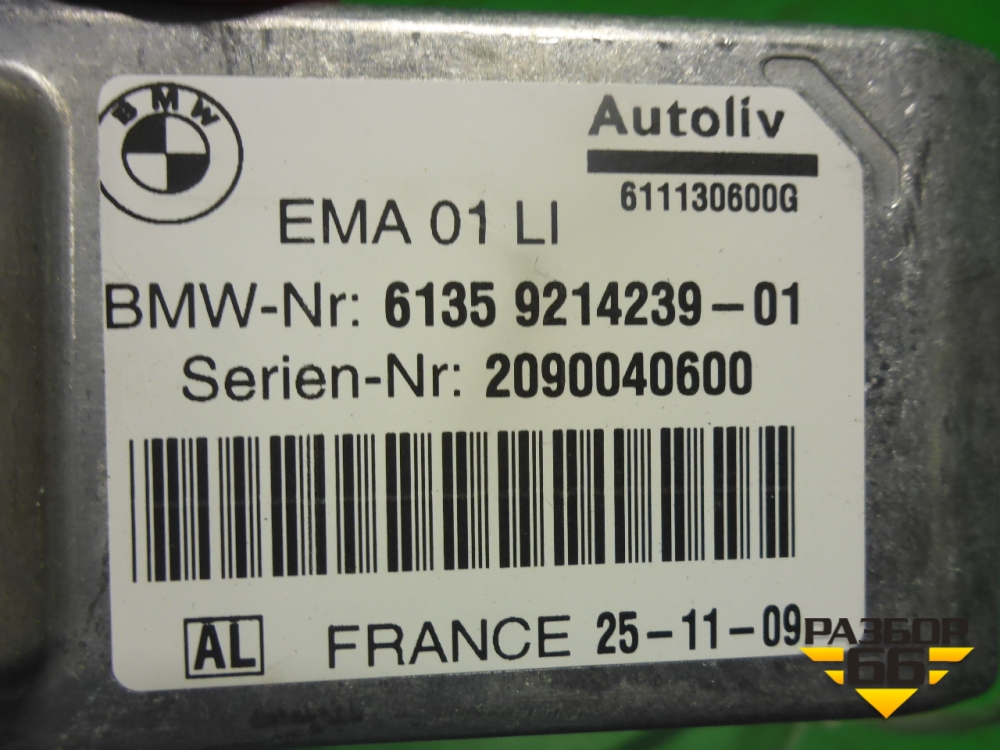 BMW
Autoliv
611130600G
EMA 01 LI
BMW-Nr: 6135 9214239-01
Serien-Nr: 2090040600
AL FRANCE 25-11-09
РАЗБОР
66